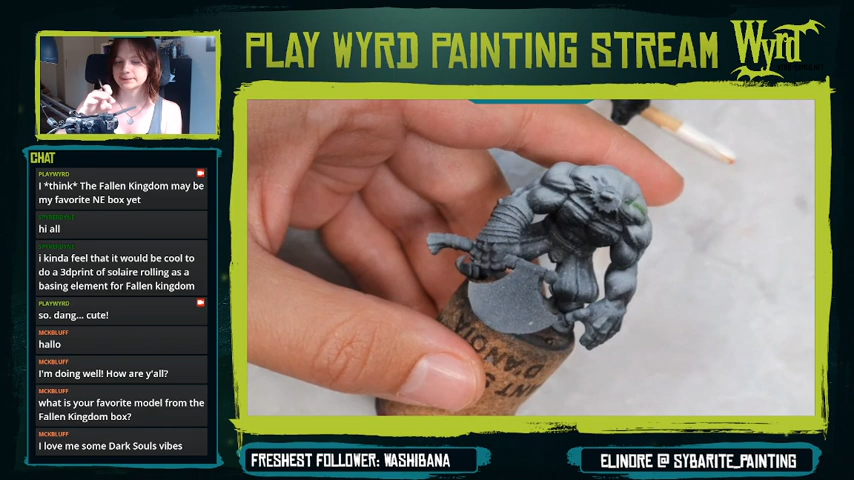 PLAY WYRD PAINTING STREAM
Wyrd
CHAT
PLAYWYRD
I *think* The Fallen Kingdom may be
my favorite NE box yet
hi all
i kinda feel that it would be cool to
do a 3dprint of solaire rolling as a
basing element for Fallen kingdom
PLAYWYRD
so. dang... cute!
MCKBLUFF
hallo
MCKBLUFF
I'm doing well! How are y'all?
MCKBLUFF
what is your favorite model from the
Fallen Kingdom box?
MCKBLUFF
I love me some Dark Souls vibes
FRESHEST FOLLOWER: WASHIBANA
ELINORE @ SYBARITE_PAINTING